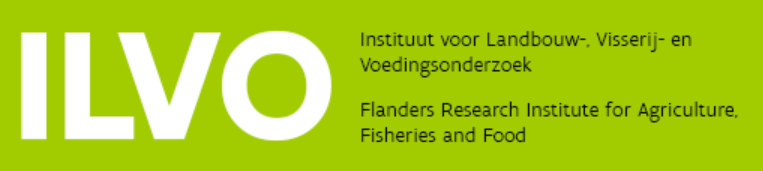 ILVO
Instituut voor Landbouw-, Visserij- en
Voedingsonderzoek
Flanders Research Institute for Agriculture,
Fisheries and Food